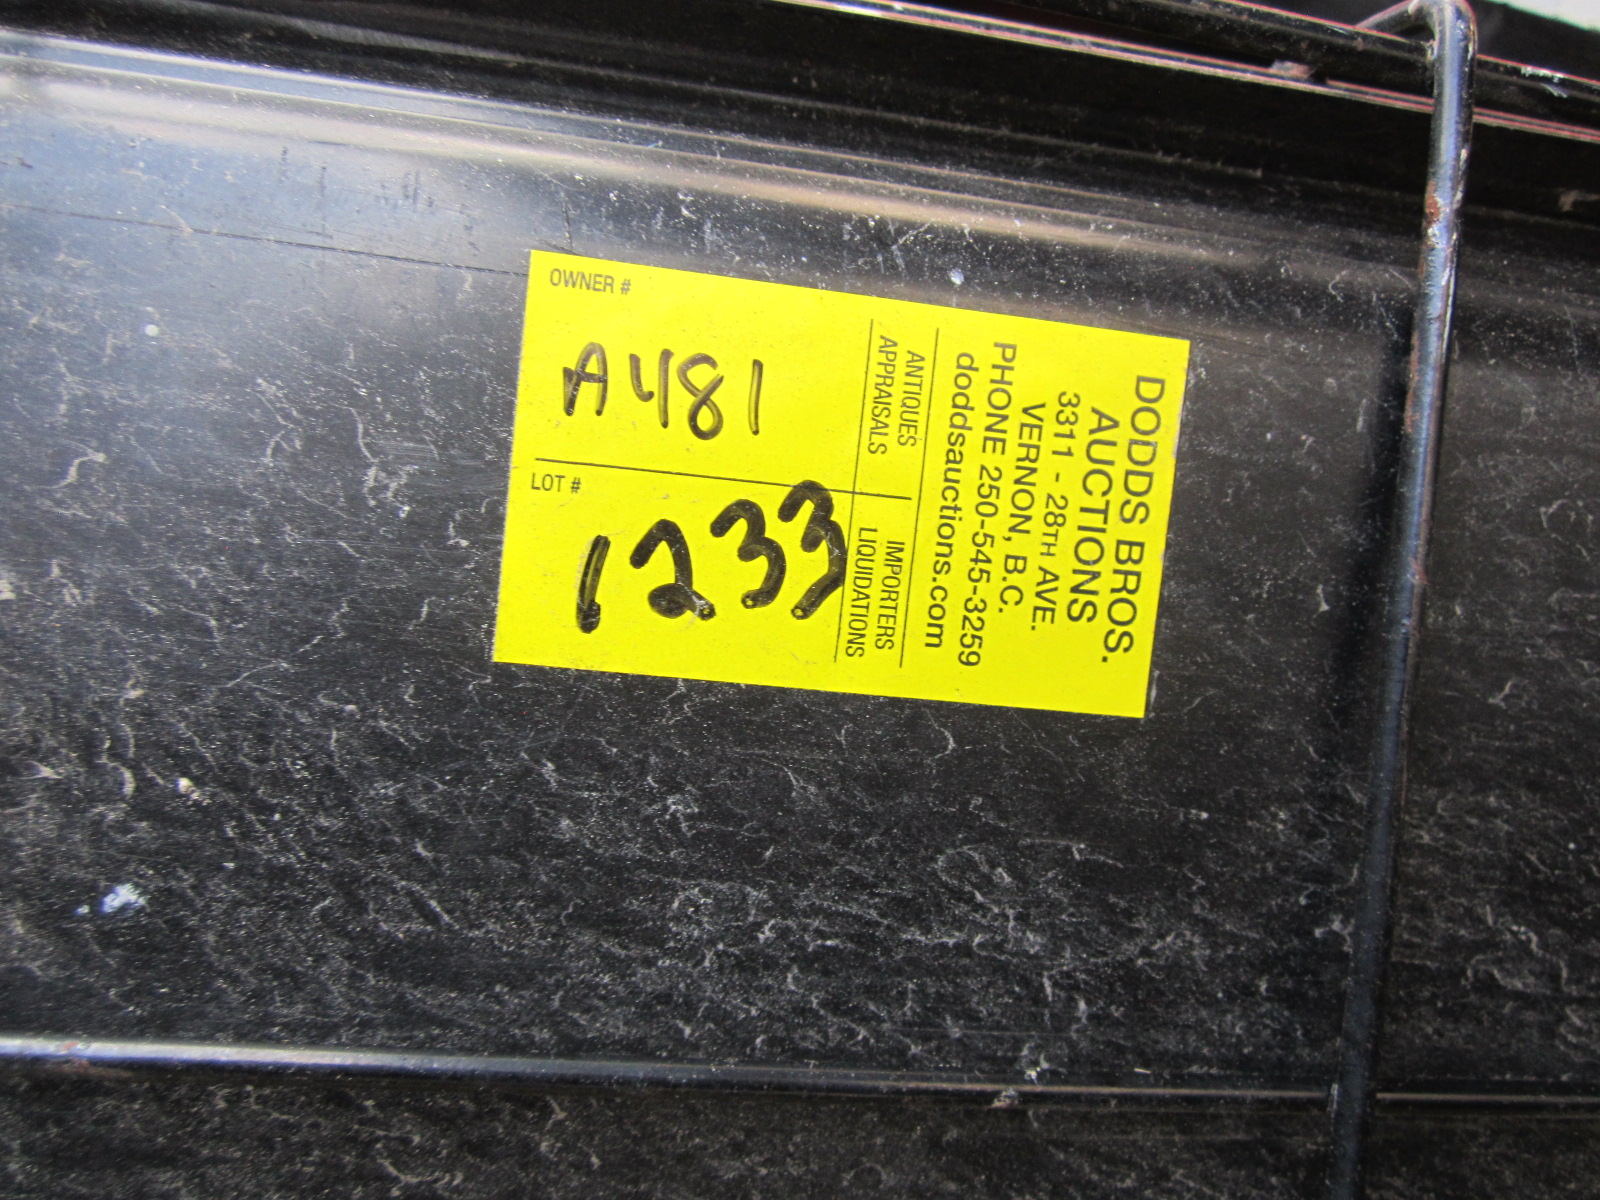 OWNER #
A481
LOT #
1233
DODDS BROS.
AUCTIONS
3311 - 28TH AVE.
VERNON, B.C.
PHONE 250-545-3259
doddsauctions.com
ANTIQUES
APPRAISALS
IMPORTERS
LIQUIDATIONS